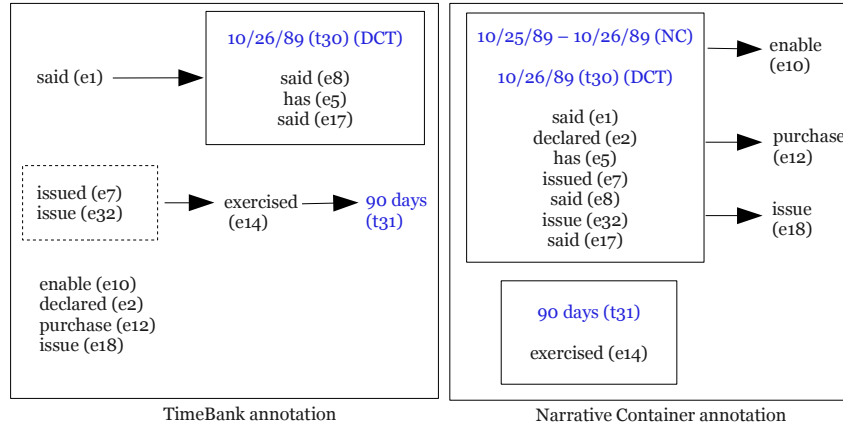 10/26/89 (t30) (DCT)
said (e1)
said (e8)
has (e5)
said (e17)
issued (e7)
issue (e32)
exercised
(e14)
90 days
(t31)
enable (e10)
declared (e2)
purchase (e12)
issue (e18)
TimeBank annotation
10/25/89 – 10/26/89 (NC)
10/26/89 (t30) (DCT)
said (e1)
declared (e2)
has (e5)
issued (e7)
said (e8)
issue (e32)
said (e17)
enable
(e10)
purchase
(e12)
issue
(e18)
90 days (t31)
exercised (e14)
Narrative Container annotation